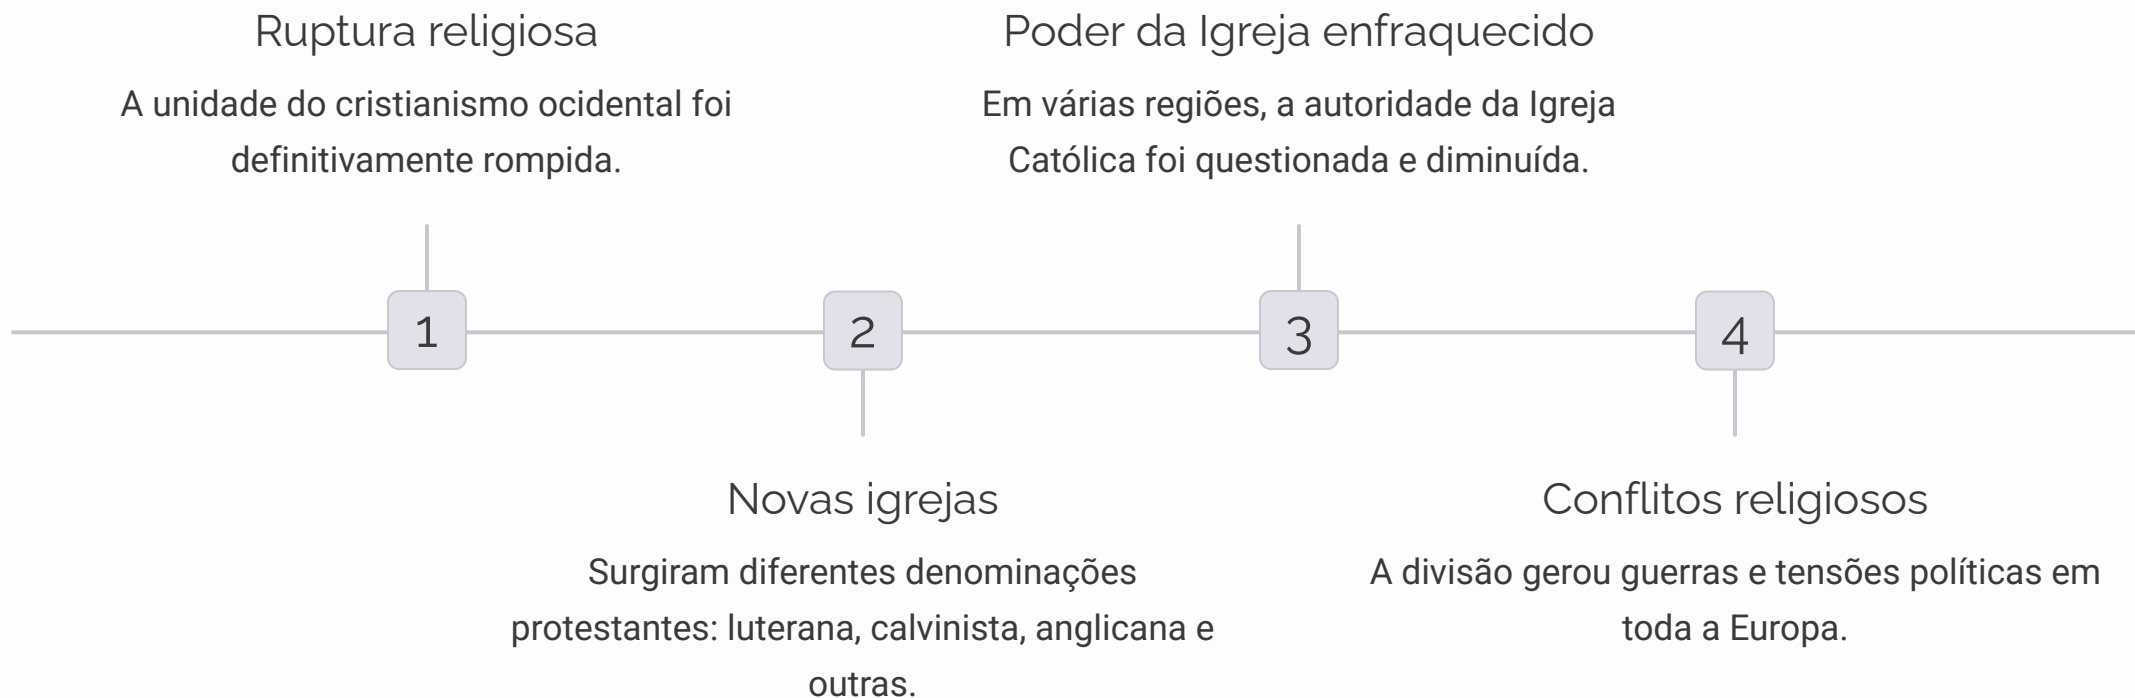 Ruptura religiosa
A unidade do cristianismo ocidental foi
definitivamente rompida.
1
Novas igrejas
Surgiram diferentes denominações
protestantes: luterana, calvinista, anglicana e
outras.
2
Poder da Igreja enfraquecido
Em várias regiões, a autoridade da Igreja
Católica foi questionada e diminuída.
3
Conflitos religiosos
A divisão gerou guerras e tensões políticas em
toda a Europa.
4